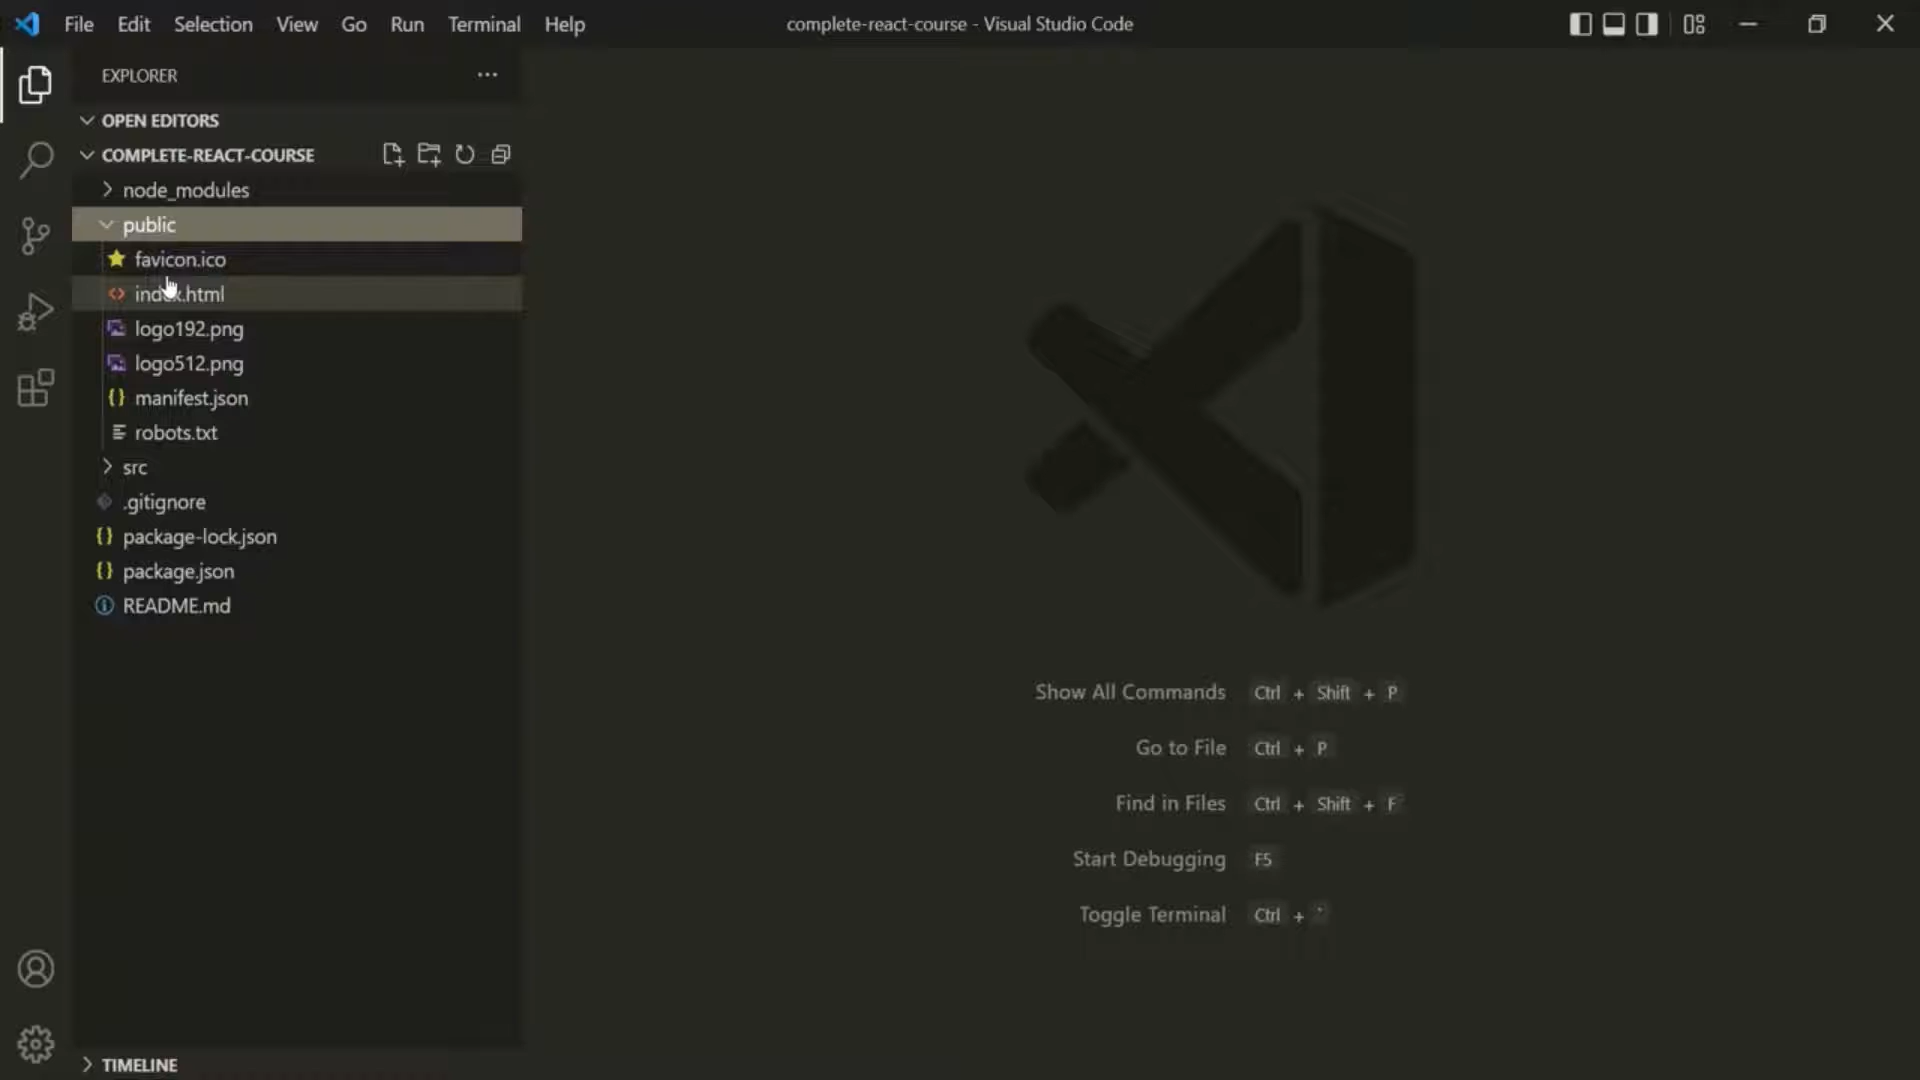 File Edit Selection View Go Run Terminal Help
complete-react-course - Visual Studio Code
EXPLORER
OPEN EDITORS
COMPLETE-REACT-COURSE
node_modules
public
favicon.ico
index.html
logo192.png
logo512.png
manifest.json
robots.txt
src
.gitignore
package-lock.json
package.json
README.md
TIMELINE
Show All Commands Ctrl + Shift + P
Go to File Ctrl + P
Find in Files Ctrl + Shift + F
Start Debugging F5
Toggle Terminal Ctrl + `